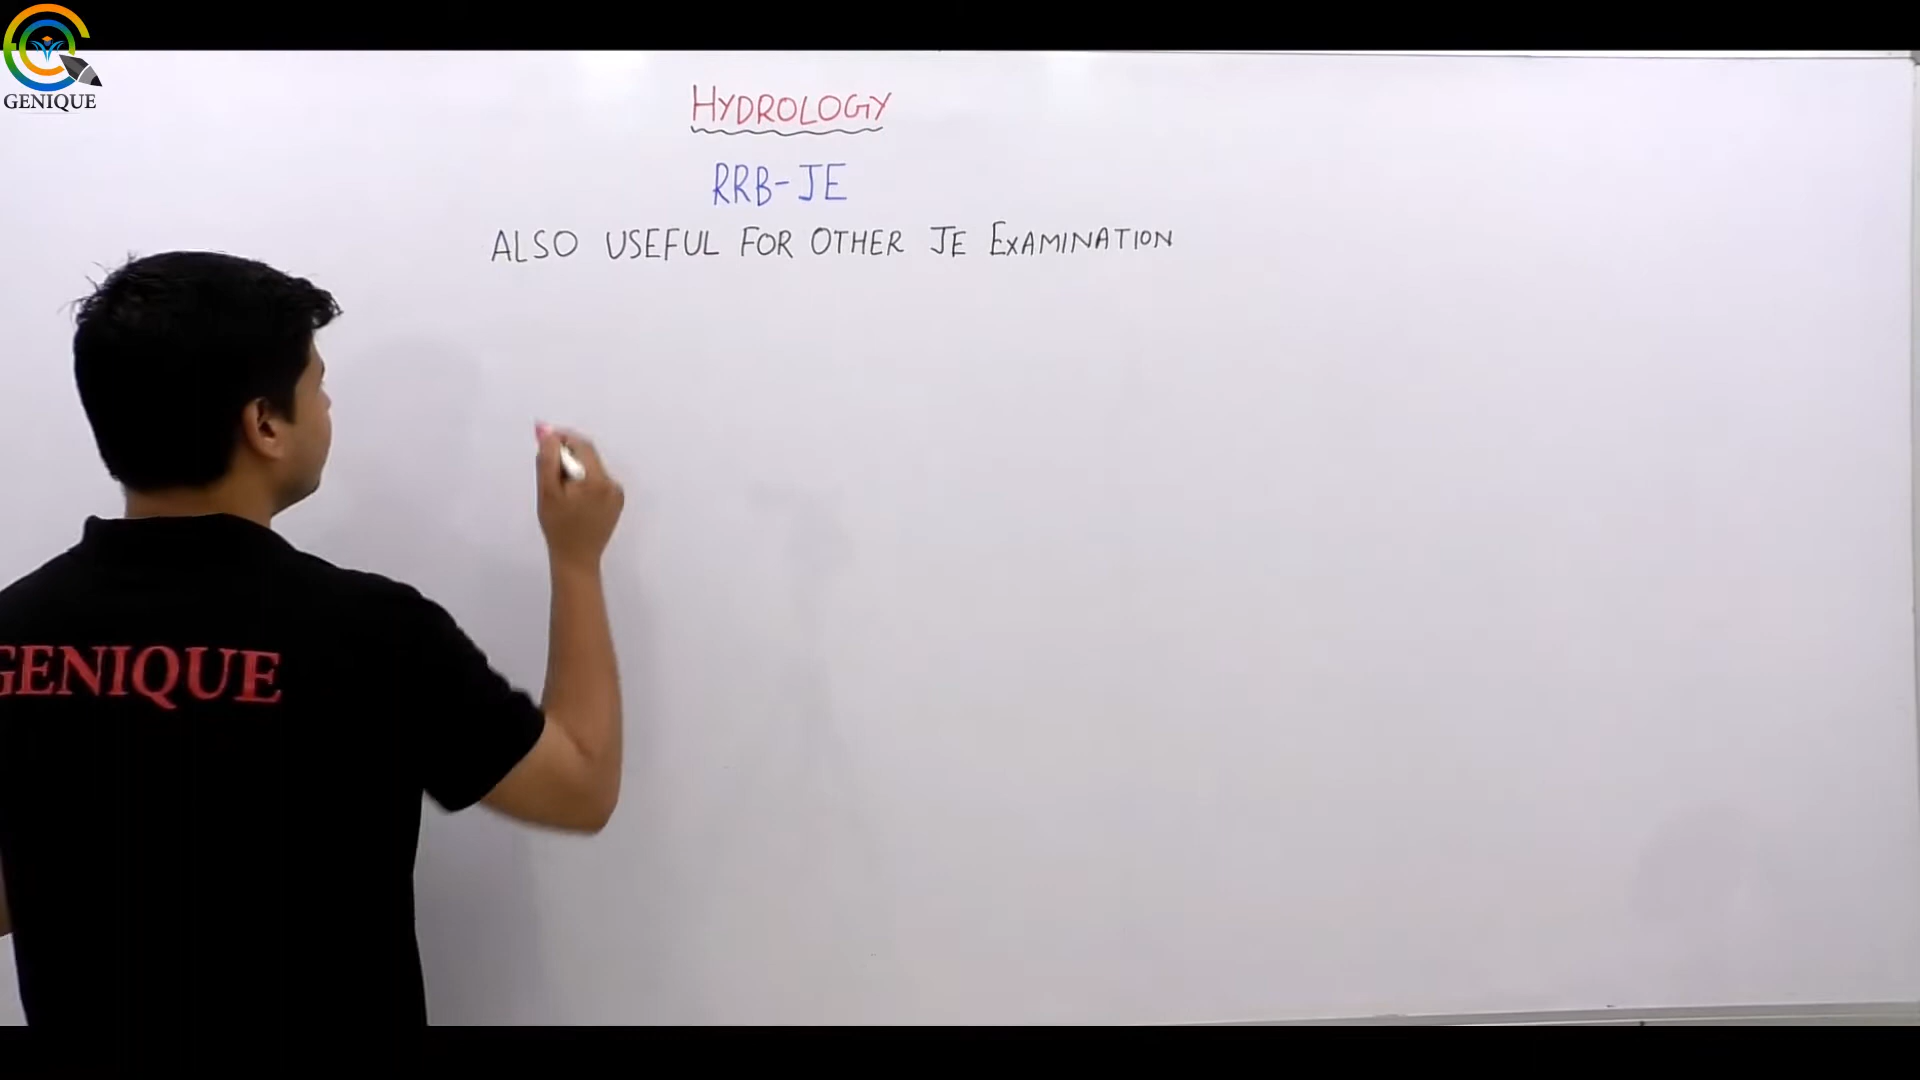 GENIQUE
HYDROLOGY
RRB-JE
ALSO USEFUL FOR OTHER JE EXAMINATION
GENIQUE